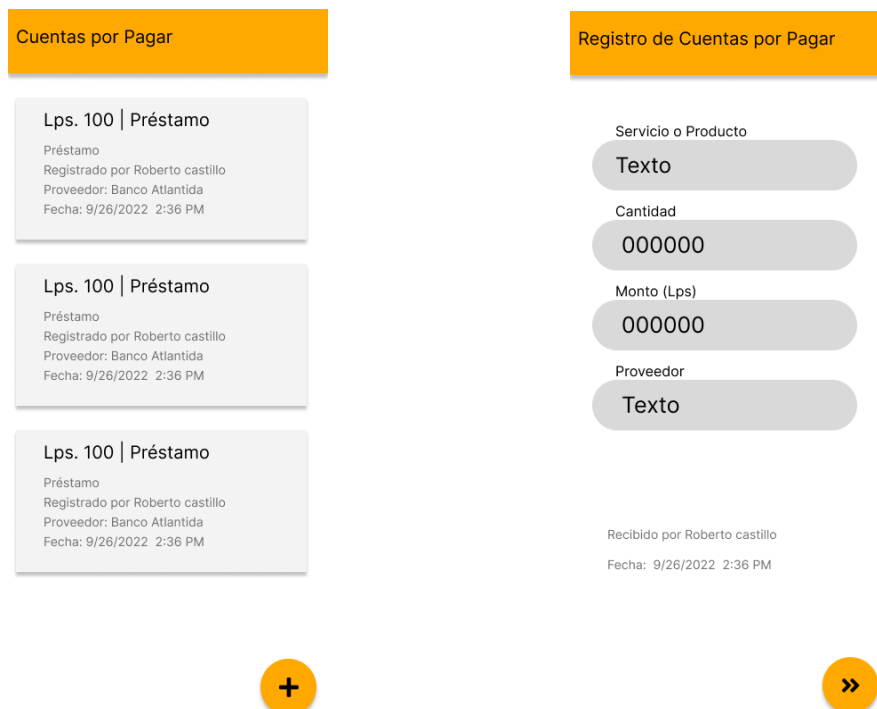 Cuentas por Pagar
Lps. 100 | Préstamo
Préstamo
Registrado por Roberto castillo
Proveedor: Banco Atlantida
Fecha: 9/26/2022 2:36 PM
Lps. 100 | Préstamo
Préstamo
Registrado por Roberto castillo
Proveedor: Banco Atlantida
Fecha: 9/26/2022 2:36 PM
Lps. 100 | Préstamo
Préstamo
Registrado por Roberto castillo
Proveedor: Banco Atlantida
Fecha: 9/26/2022 2:36 PM
Registro de Cuentas por Pagar
Servicio o Producto
Texto
Cantidad
000000
Monto (Lps)
000000
Proveedor
Texto
Recibido por Roberto castillo
Fecha: 9/26/2022 2:36 PM